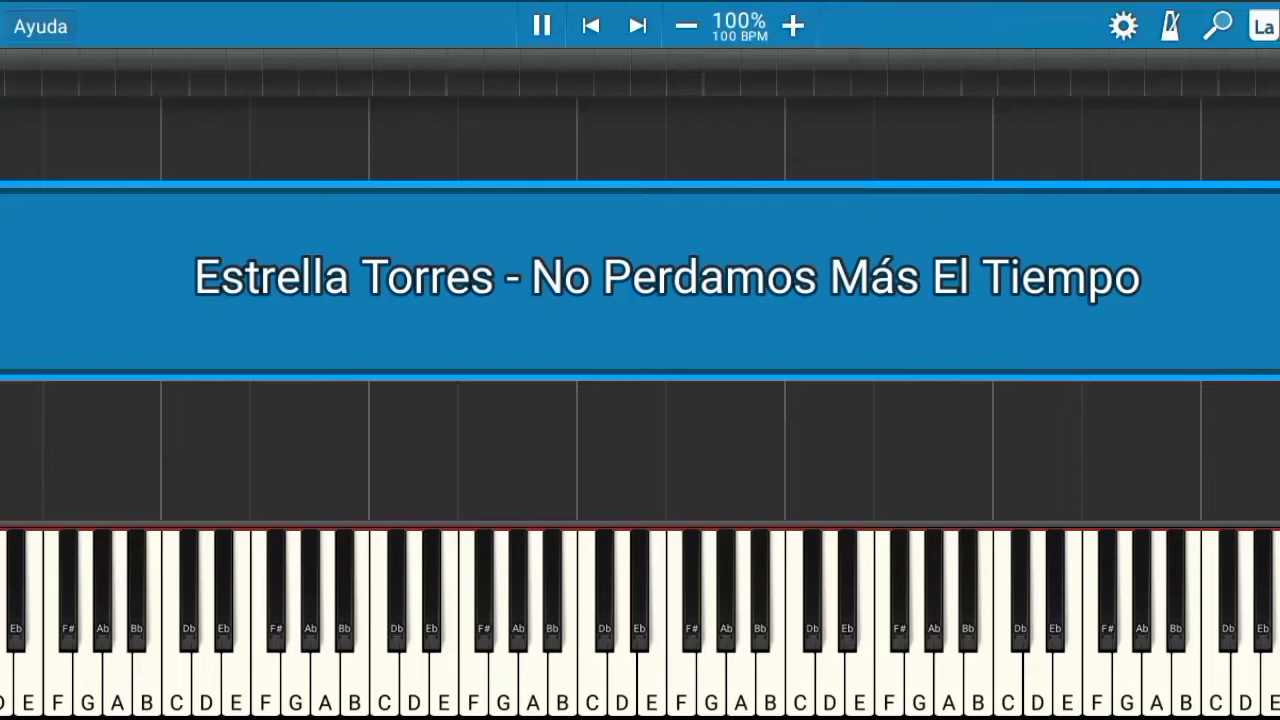 Ayuda
100%
100 BPM
La
Estrella Torres - No Perdamos Más El Tiempo
Eb F# Ab Bb Db Eb F# Ab Bb Db Eb F# Ab Bb Db Eb F# Ab Bb Db Eb F# Ab Bb Db Eb F# Ab Bb Db Eb
D E F G A B C D E F G A B C D E F G A B C D E F G A B C D E F G A B C D E F G A B C D E